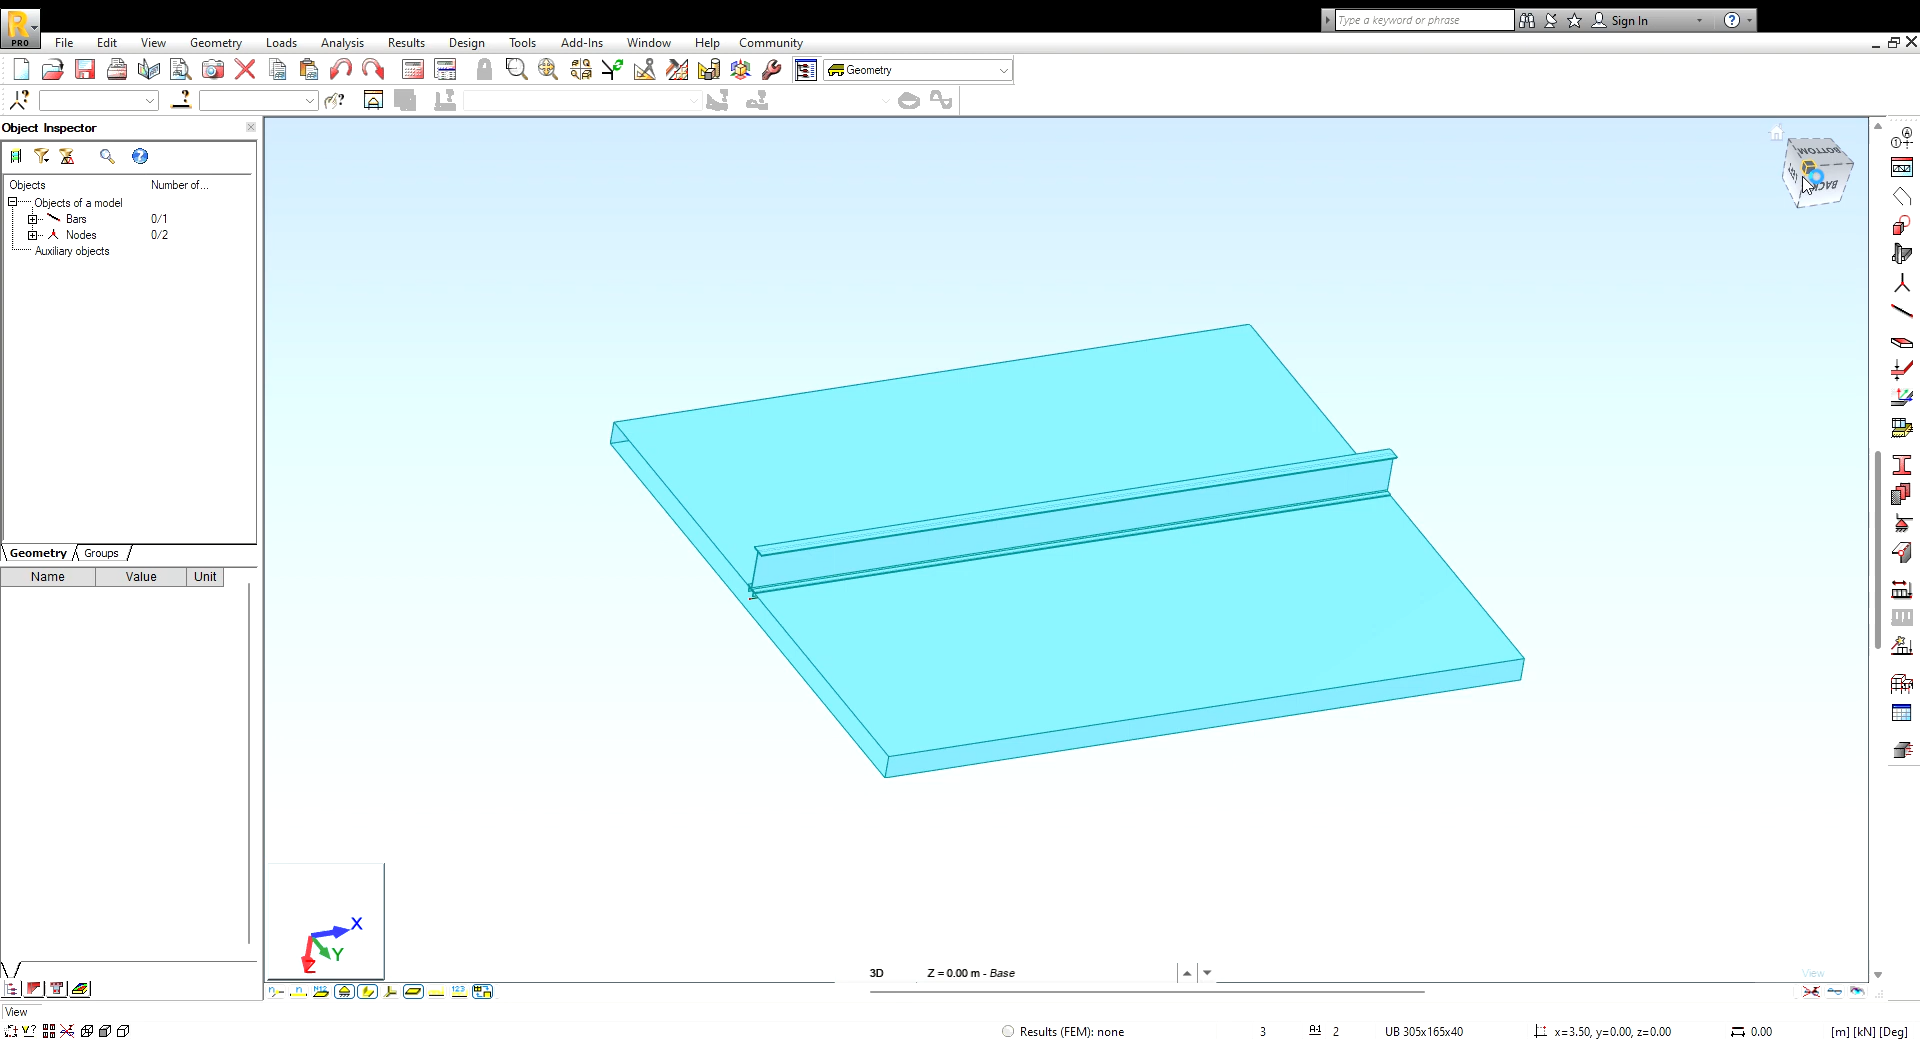 Type a keyword or phrase
Sign In
PRO
File Edit View Geometry Loads Analysis Results Design Tools Add-Ins Window Help Community
Geometry
Object Inspector
Objects Number of...
Objects of a model
Bars 0/1
Nodes 0/2
Auxiliary objects
Geometry Groups
Name Value Unit
BOTTOM
BACK
X
Y
Z
3D Z = 0.00 m - Base
View
View
Results (FEM): none 3 2 UB 305x165x40 x=3.50, y=0.00, z=0.00 0.00 [m] [kN] [Deg]